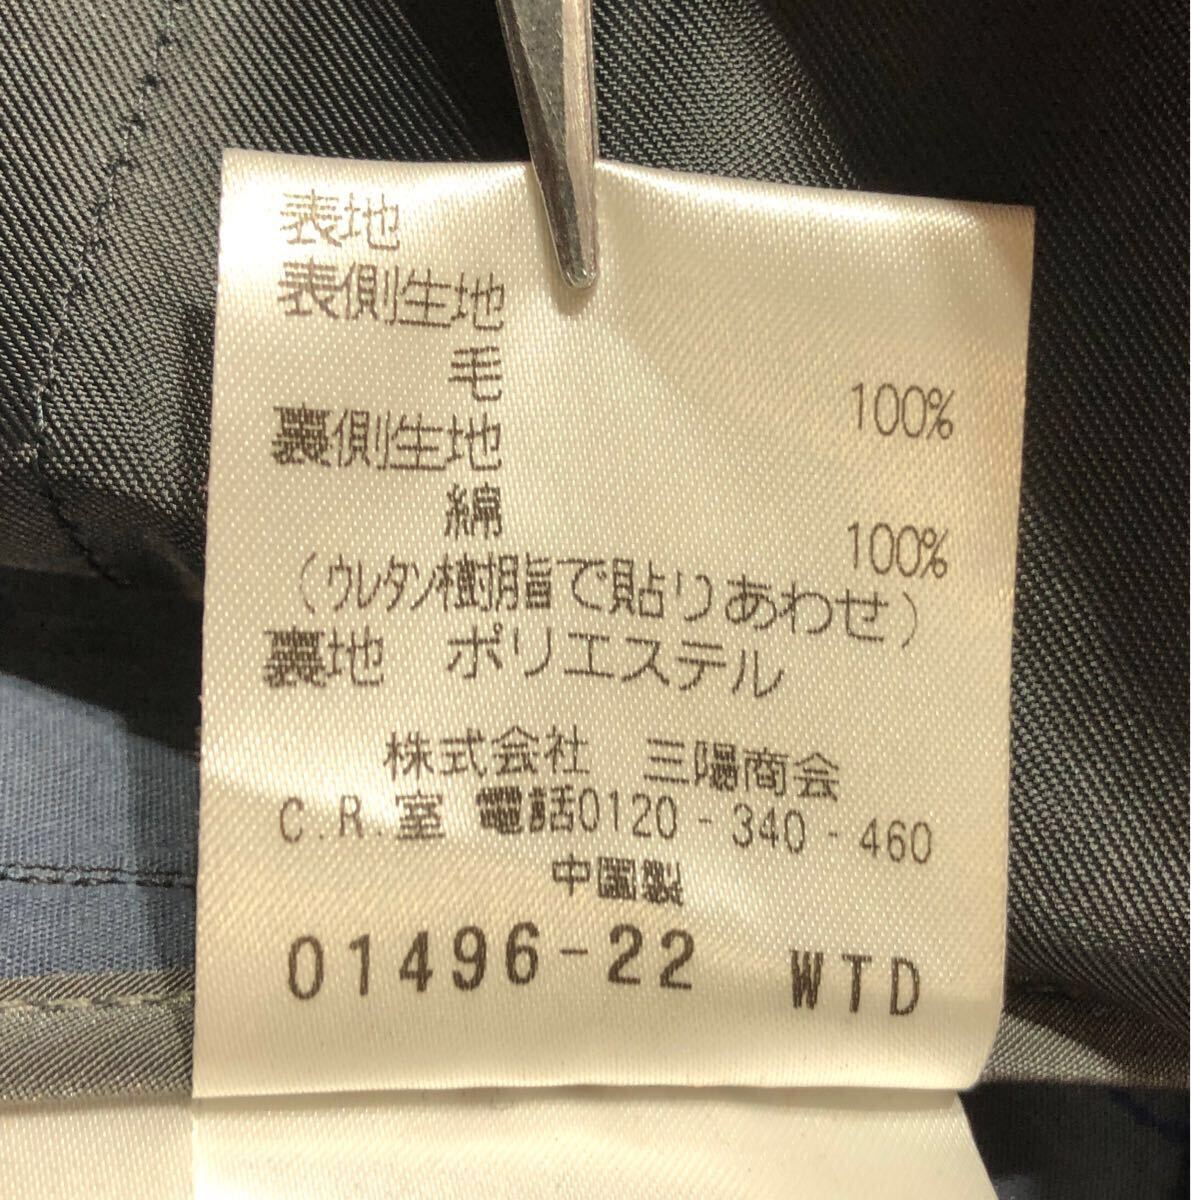 表地
表側生地
毛 100%
裏側生地
綿 100%
(ウレタン樹脂で貼りあわせ)
裏地 ポリエステル
株式会社 三陽商会
C.R.室 電話0120-340-460
中国製
01496-22 WTD